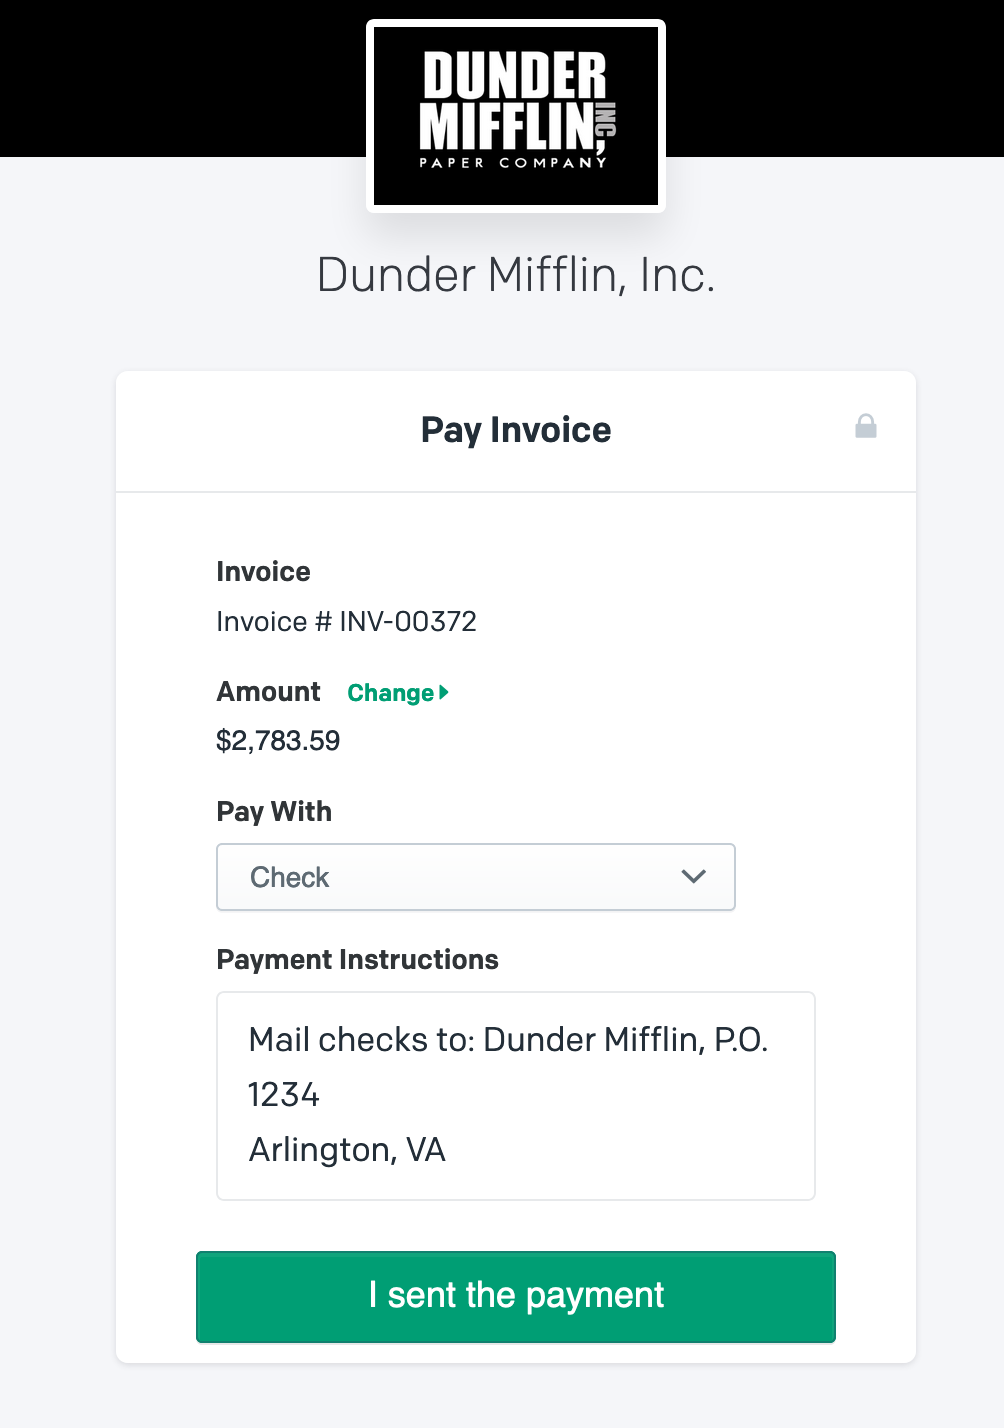 DUNDER
MIFFLIN, INC
PAPER COMPANY
Dunder Mifflin, Inc.
Pay Invoice
Invoice
Invoice # INV-00372
Amount Change
$2,783.59
Pay With
Check
Payment Instructions
Mail checks to: Dunder Mifflin, P.O.
1234
Arlington, VA
I sent the payment